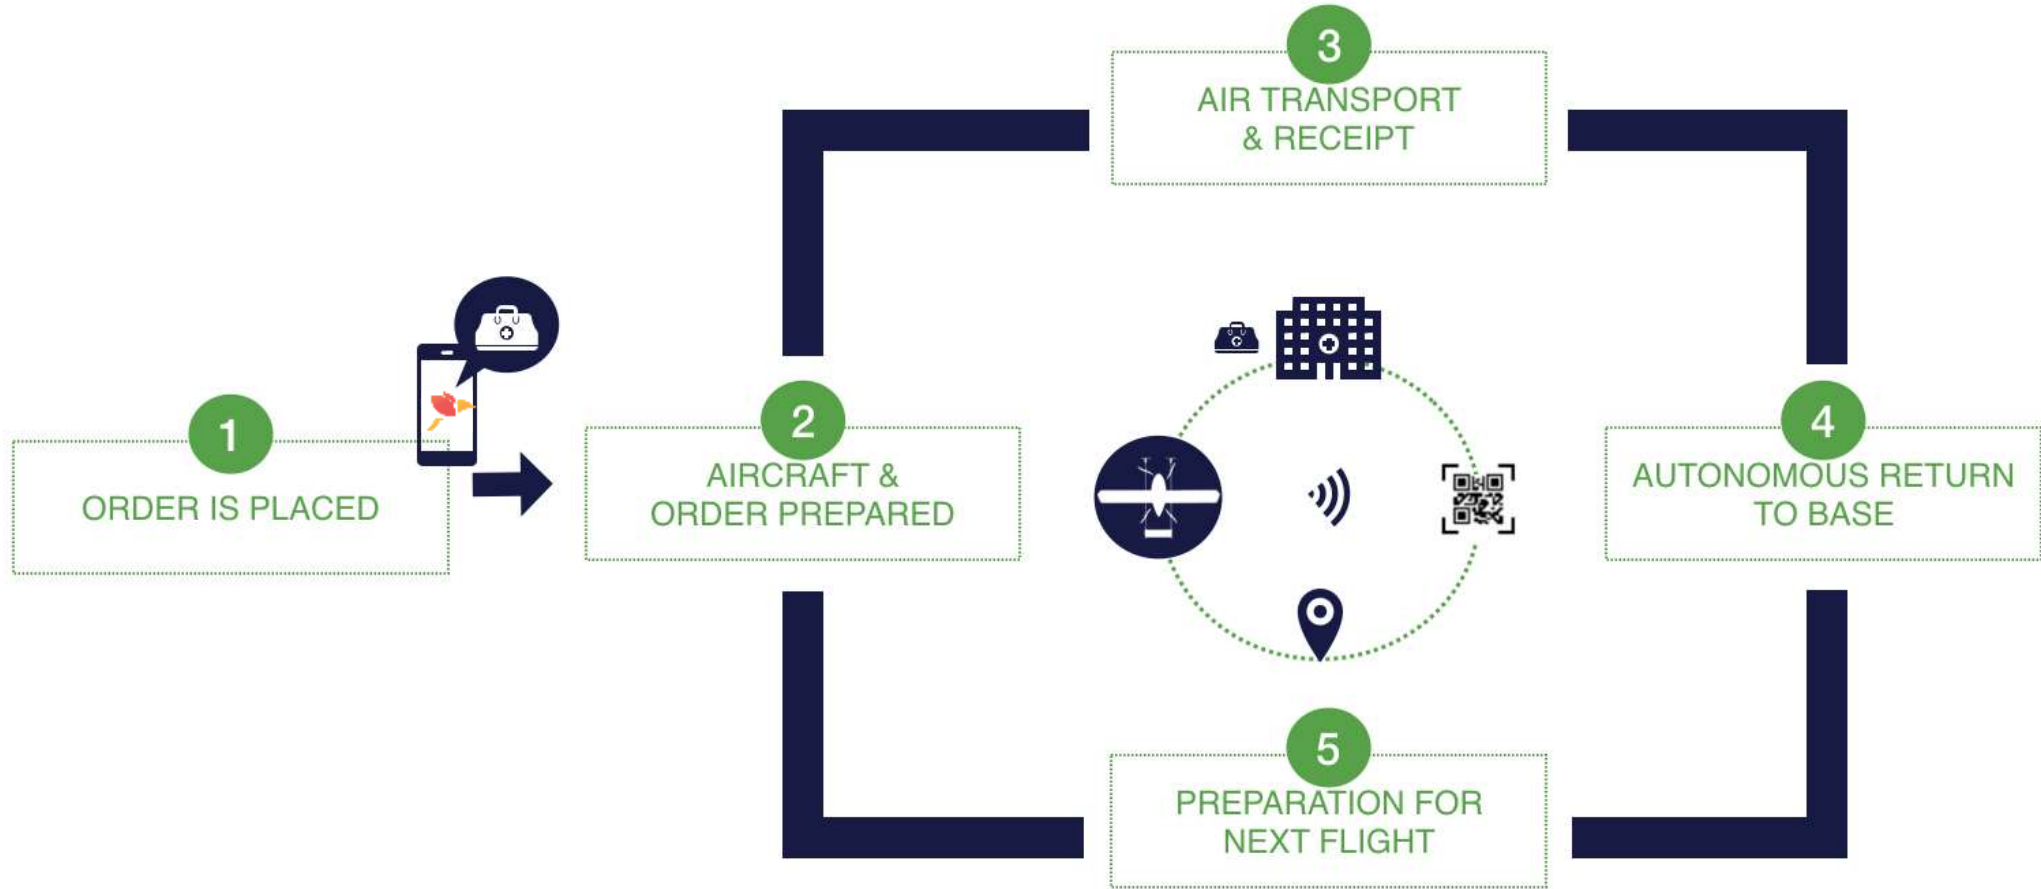 1
ORDER IS PLACED
2
AIRCRAFT &
ORDER PREPARED
3
AIR TRANSPORT
& RECEIPT
4
AUTONOMOUS RETURN
TO BASE
5
PREPARATION FOR
NEXT FLIGHT